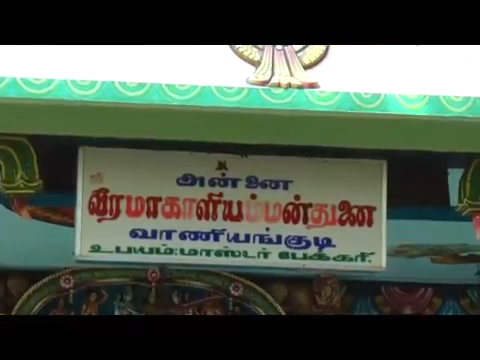 அன்னை
வீரமாகாளியம்மன்துணை
வாணியங்குடி
உபயம்:மாஸ்டர் பேக்கரி.